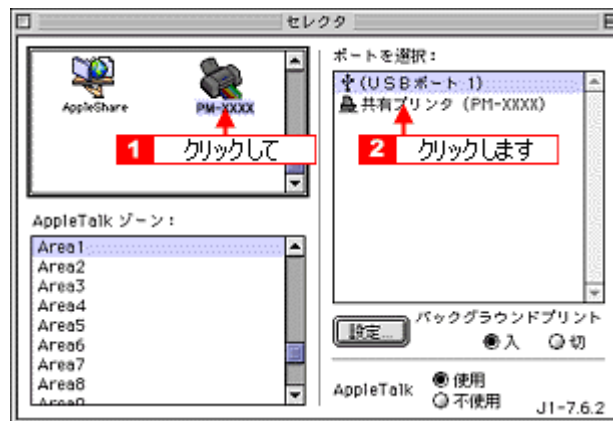 セレクタ
AppleShare
PM-XXXX
1 クリックして
AppleTalk ゾーン：
Area1
Area2
Area3
Area4
Area5
Area6
Area7
Area8
Area9
ポートを選択：
(USBポート 1)
共有プリンタ (PM-XXXX)
2 クリックします
設定...
バックグラウンドプリント
入 切
AppleTalk
使用
不使用
J1-7.6.2